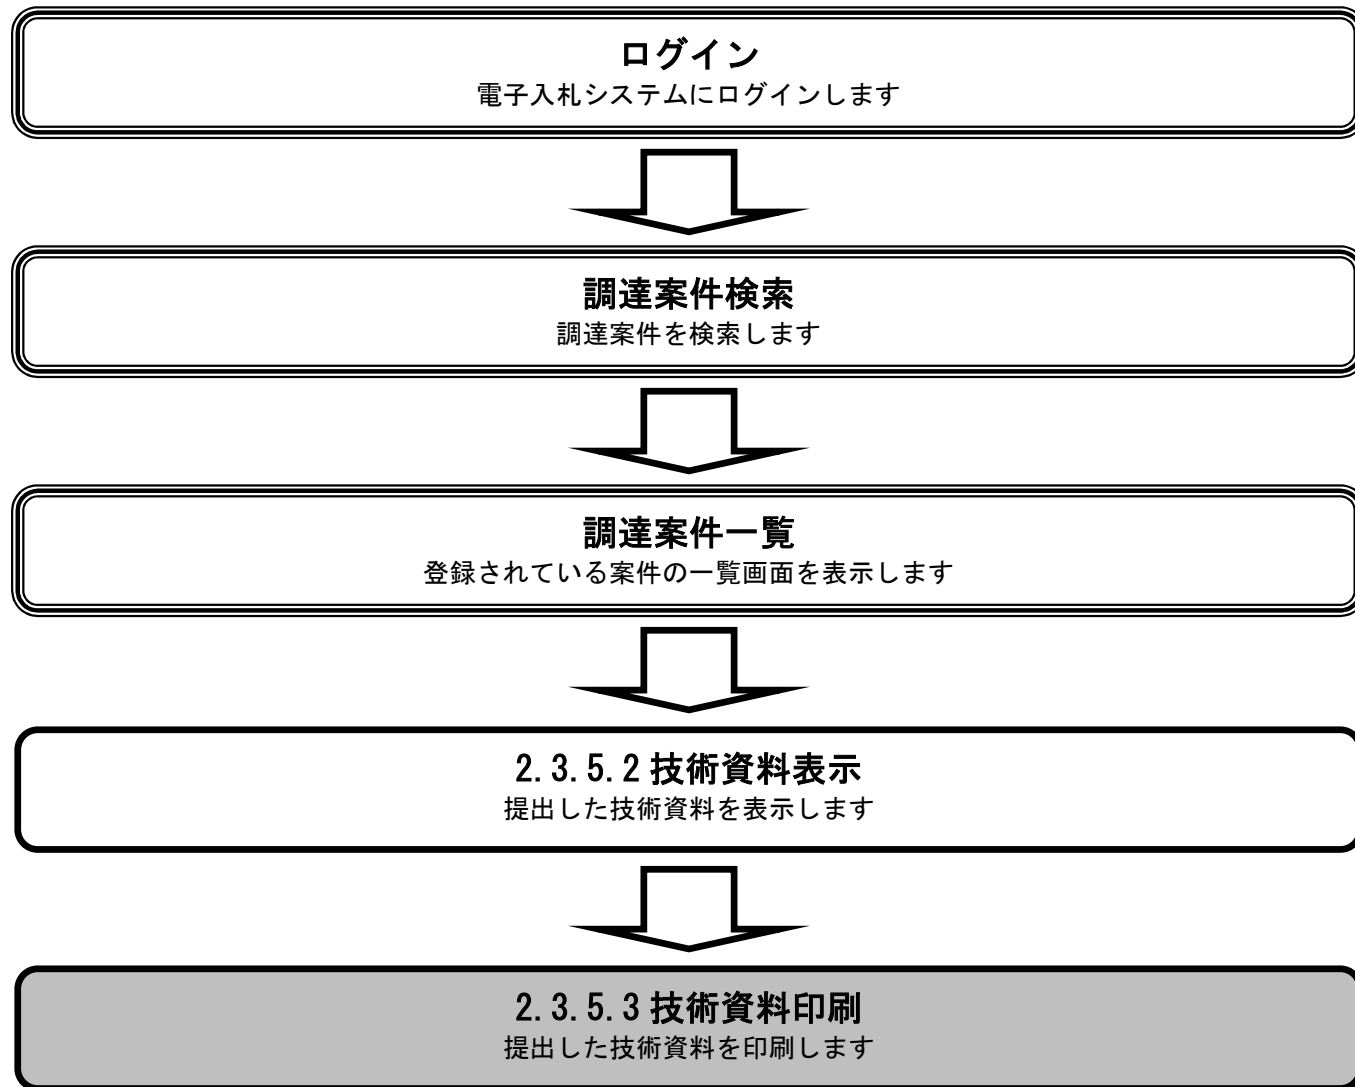 ログイン
電子入札システムにログインします
調達案件検索
調達案件を検索します
調達案件一覧
登録されている案件の一覧画面を表示します
2.3.5.2 技術資料表示
提出した技術資料を表示します
2.3.5.3 技術資料印刷
提出した技術資料を印刷します